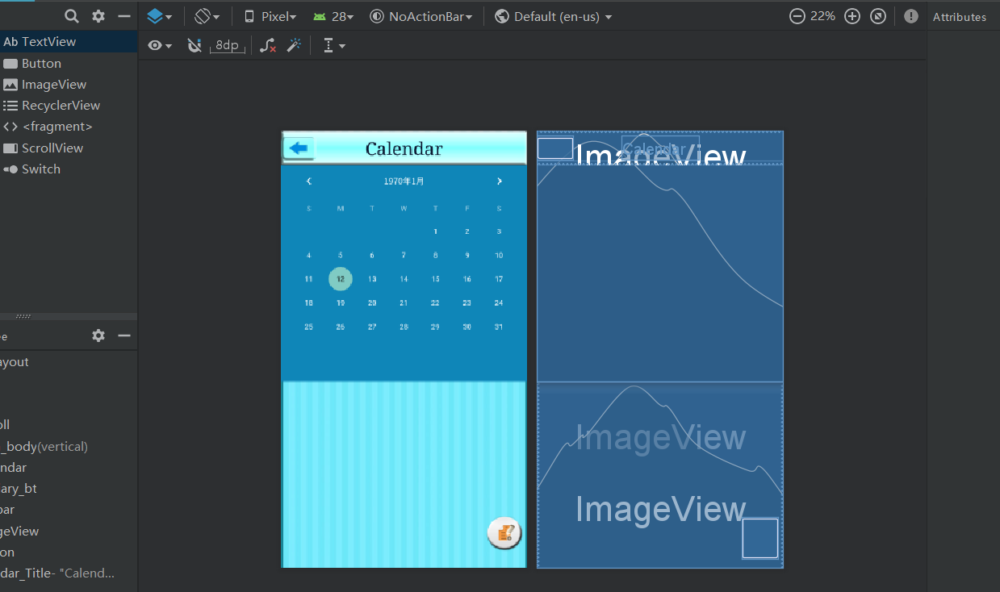 Pixel 28 NoActionBar Default (en-us) 22% Attributes
Ab TextView
8dp
Button
ImageView
RecyclerView
<fragment>
ScrollView
Switch
e
ayout
oll
_body(vertical)
ndar
ary_bt
bar
geView
on
dar_Title- "Calend...
Calendar
1970年1月
S M T W T F S
1 2 3
4 5 6 7 8 9 10
11 12 13 14 15 16 17
18 19 20 21 22 23 24
25 26 27 28 29 30 31
ImageView
Calendar
ImageView
ImageView